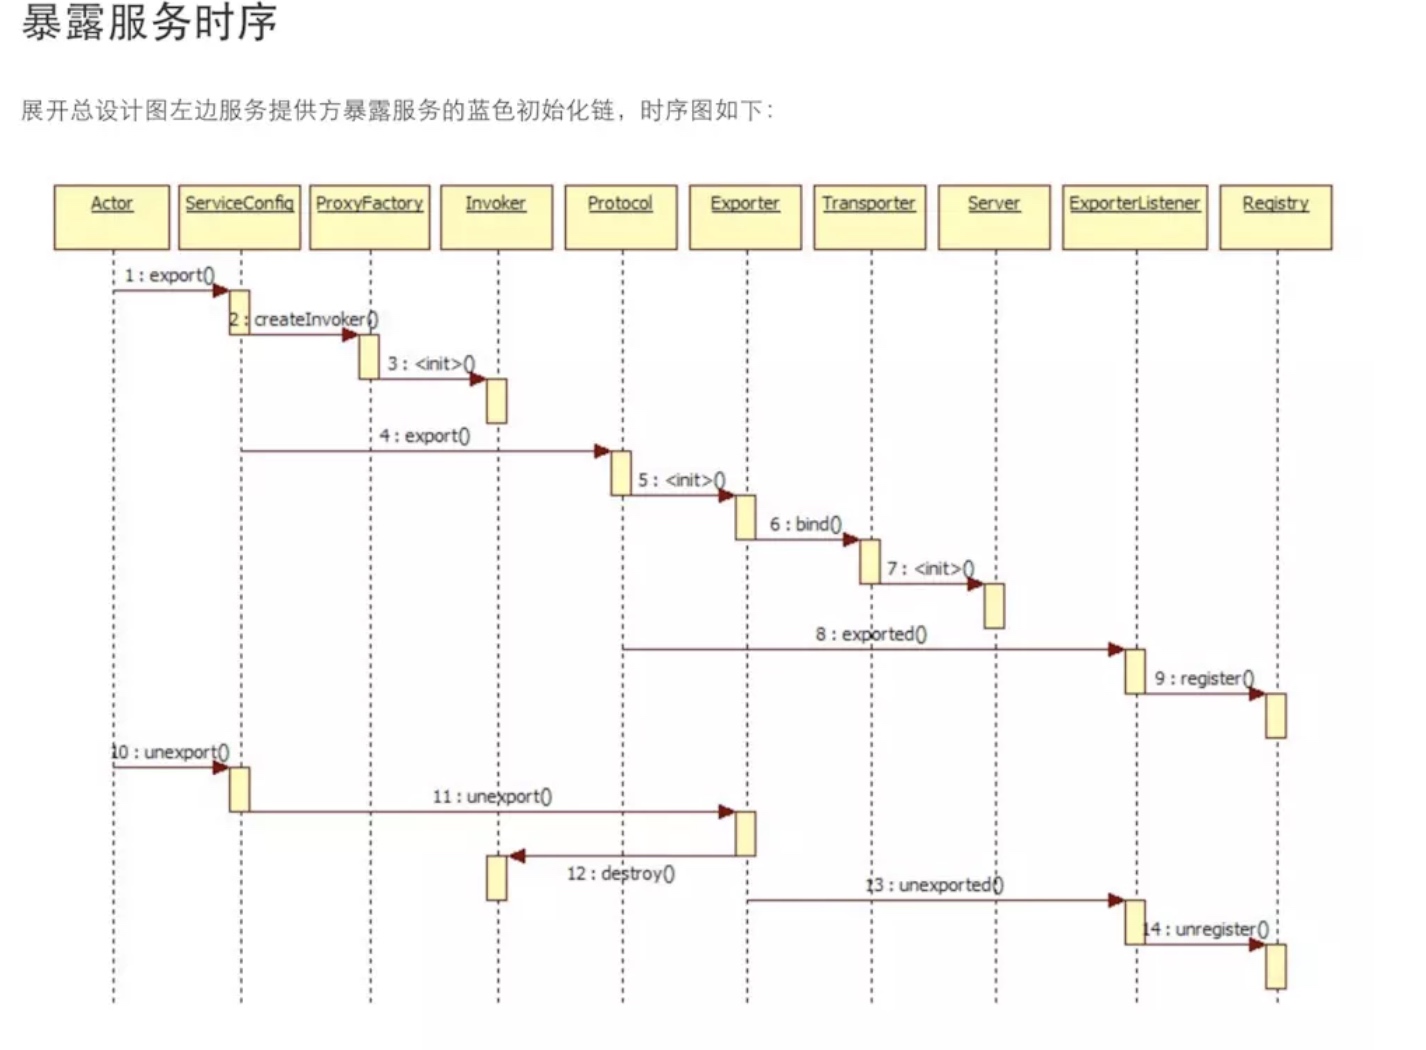 暴露服务时序
展开总设计图左边服务提供方暴露服务的蓝色初始化链，时序图如下：
Actor
ServiceConfig
ProxyFactory
Invoker
Protocol
Exporter
Transporter
Server
ExporterListener
Registry
1 : export()
2 : createInvoker()
3 : <init>()
4 : export()
5 : <init>()
6 : bind()
7 : <init>()
8 : exported()
9 : register()
10 : unexport()
11 : unexport()
12 : destroy()
13 : unexported()
14 : unregister()